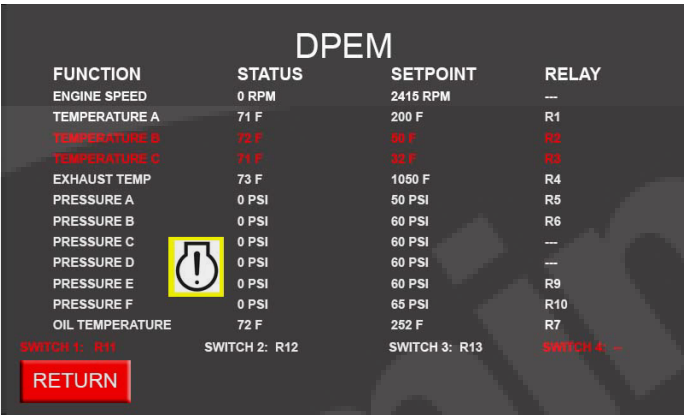 DPEM
FUNCTION STATUS SETPOINT RELAY
ENGINE SPEED 0 RPM 2415 RPM ---
TEMPERATURE A 71 F 200 F R1
TEMPERATURE B 72 F 50 F R2
TEMPERATURE C 71 F 32 F R3
EXHAUST TEMP 73 F 1050 F R4
PRESSURE A 0 PSI 50 PSI R5
PRESSURE B 0 PSI 60 PSI R6
PRESSURE C 0 PSI 60 PSI ---
PRESSURE D 0 PSI 60 PSI ---
PRESSURE E 0 PSI 60 PSI R9
PRESSURE F 0 PSI 65 PSI R10
OIL TEMPERATURE 72 F 252 F R7
SWITCH 1: R11 SWITCH 2: R12 SWITCH 3: R13 SWITCH 4: --
RETURN